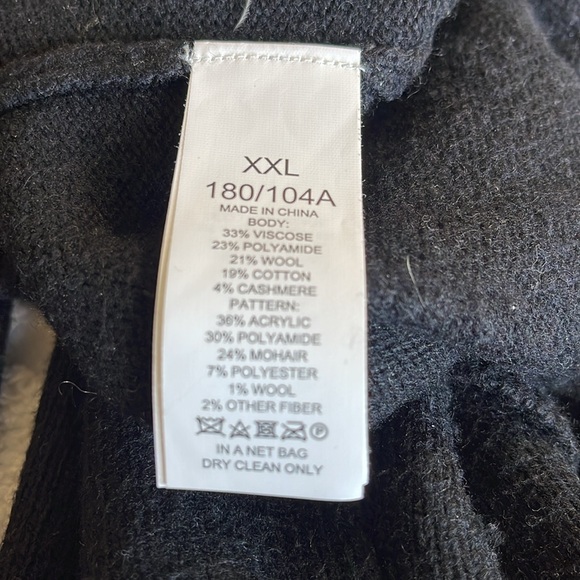 XXL
180/104A
MADE IN CHINA
BODY:
33% VISCOSE
23% POLYAMIDE
21% WOOL
19% COTTON
4% CASHMERE
PATTERN:
36% ACRYLIC
30% POLYAMIDE
24% MOHAIR
7% POLYESTER
1% WOOL
2% OTHER FIBER
IN A NET BAG
DRY CLEAN ONLY